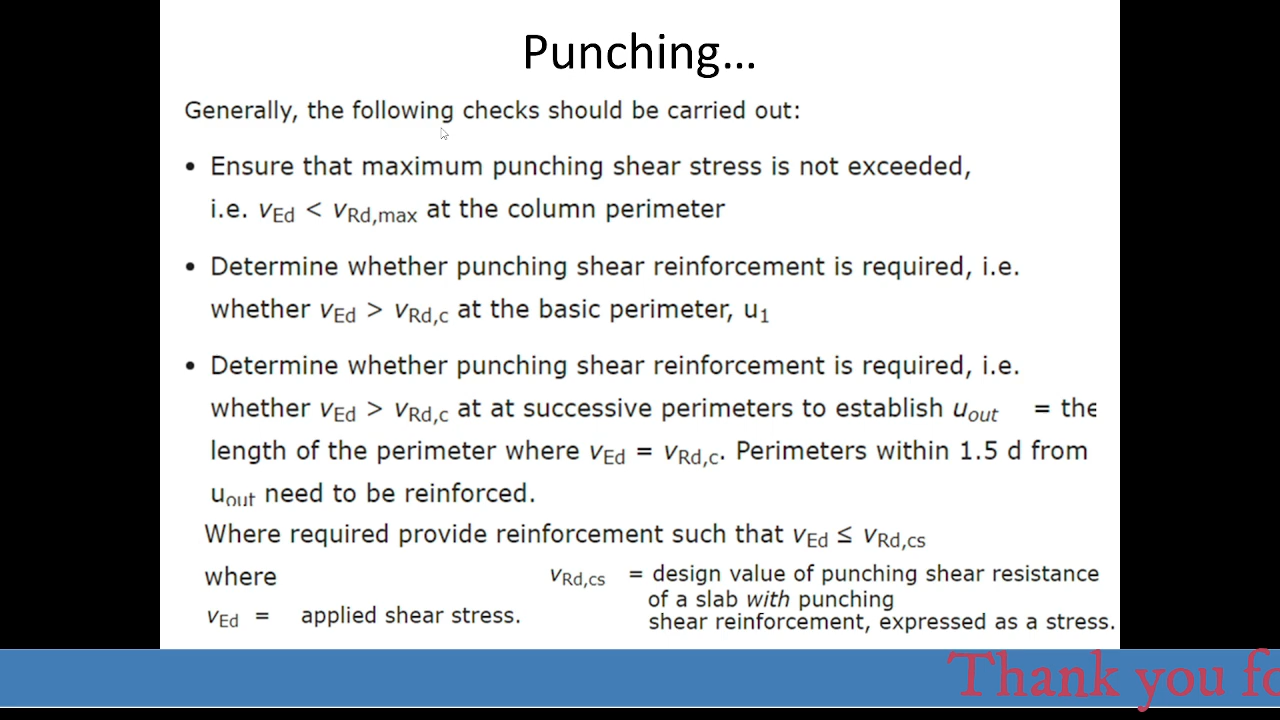 Punching...
Generally, the following checks should be carried out:
• Ensure that maximum punching shear stress is not exceeded,
i.e. vEd < vRd,max at the column perimeter
• Determine whether punching shear reinforcement is required, i.e.
whether vEd > vRd,c at the basic perimeter, u1
• Determine whether punching shear reinforcement is required, i.e.
whether vEd > vRd,c at at successive perimeters to establish uout = the
length of the perimeter where vEd = vRd,c. Perimeters within 1.5 d from
uout need to be reinforced.
Where required provide reinforcement such that vEd ≤ vRd,cs
where
vEd = applied shear stress.
vRd,cs = design value of punching shear resistance
of a slab with punching
shear reinforcement, expressed as a stress.
Thank you